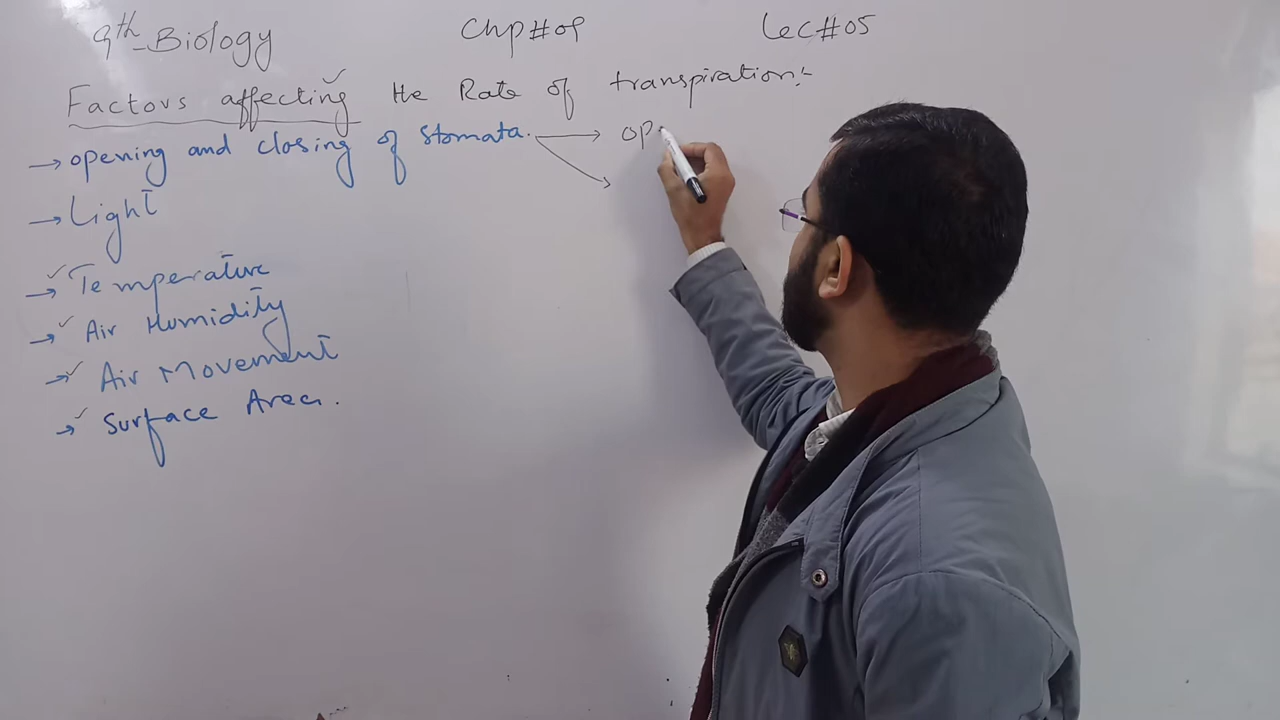 9th-Biology Chp#09 Lec#05
Factors affecting the Rate of transpiration:-
→ opening and closing of stomata. → op
→ Light
→ Temperature
→ Air Humidity
→ Air Movement
→ Surface Area.